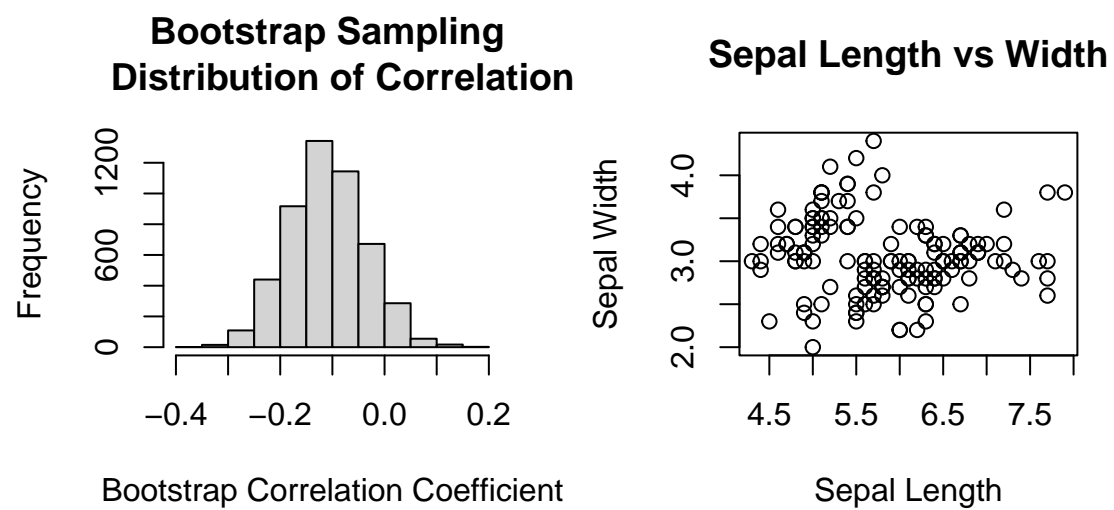 Bootstrap Sampling
Distribution of Correlation
Frequency
0
600
1200
−0.4
−0.2
0.0
0.2
Bootstrap Correlation Coefficient
Sepal Length vs Width
Sepal Width
2.0
3.0
4.0
4.5
5.5
6.5
7.5
Sepal Length